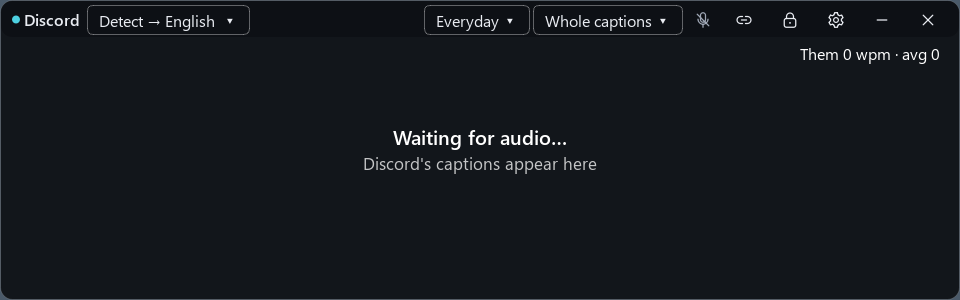 Discord Detect → English ▾ Everyday ▾ Whole captions ▾
Them 0 wpm · avg 0
Waiting for audio...
Discord's captions appear here